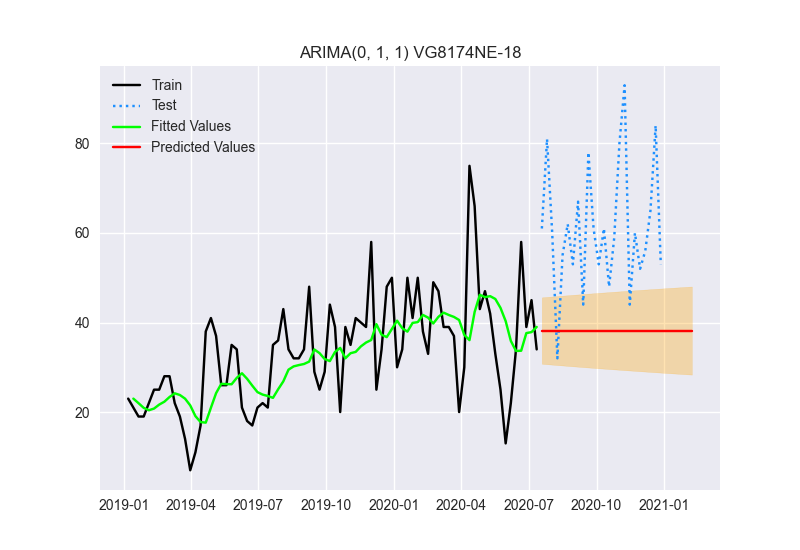 ARIMA(0, 1, 1) VG8174NE-18
Train
Test
Fitted Values
Predicted Values
80
60
40
20
2019-01 2019-04 2019-07 2019-10 2020-01 2020-04 2020-07 2020-10 2021-01